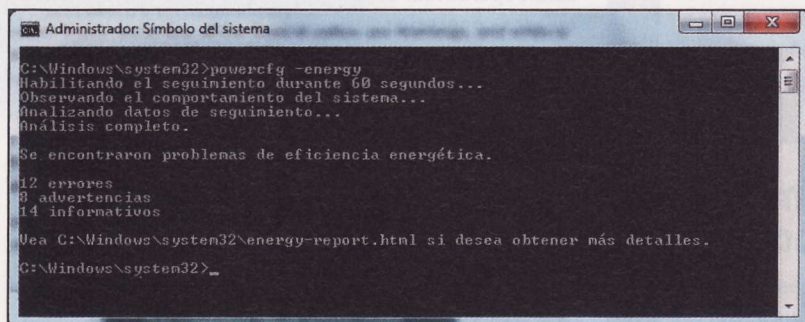 Administrador: Símbolo del sistema
C:\Windows\system32>powercfg -energy
Habilitando el seguimiento durante 60 segundos...
Observando el comportamiento del sistema...
Analizando datos de seguimiento...
Análisis completo.
Se encontraron problemas de eficiencia energética.
12 errores
8 advertencias
14 informativos
Vea C:\Windows\system32\energy-report.html si desea obtener más detalles.
C:\Windows\system32>_